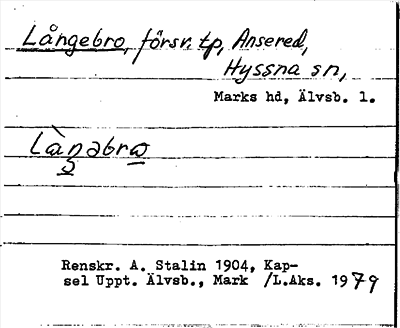 Långebro, försv. tp, Ansered,
Hyssna sn,
Marks hd, Älvsb. l.
Renskr. A. Stalin 1904, Kap-
sel Uppt. Älvsb., Mark /L.Aks. 1979